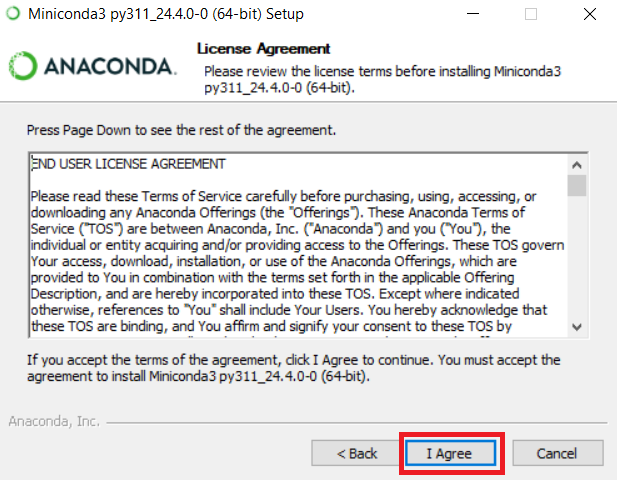 Miniconda3 py311_24.4.0-0 (64-bit) Setup
License Agreement
Please review the license terms before installing Miniconda3
py311_24.4.0-0 (64-bit).
ANACONDA.
Press Page Down to see the rest of the agreement.
END USER LICENSE AGREEMENT
Please read these Terms of Service carefully before purchasing, using, accessing, or
downloading any Anaconda Offerings (the "Offerings"). These Anaconda Terms of
Service ("TOS") are between Anaconda, Inc. ("Anaconda") and you ("You"), the
individual or entity acquiring and/or providing access to the Offerings. These TOS govern
Your access, download, installation, or use of the Anaconda Offerings, which are
provided to You in combination with the terms set forth in the applicable Offering
Description, and are hereby incorporated into these TOS. Except where indicated
otherwise, references to "You" shall include Your Users. You hereby acknowledge that
these TOS are binding, and You affirm and signify your consent to these TOS by
If you accept the terms of the agreement, click I Agree to continue. You must accept the
agreement to install Miniconda3 py311_24.4.0-0 (64-bit).
Anaconda, Inc.
< Back
I Agree
Cancel